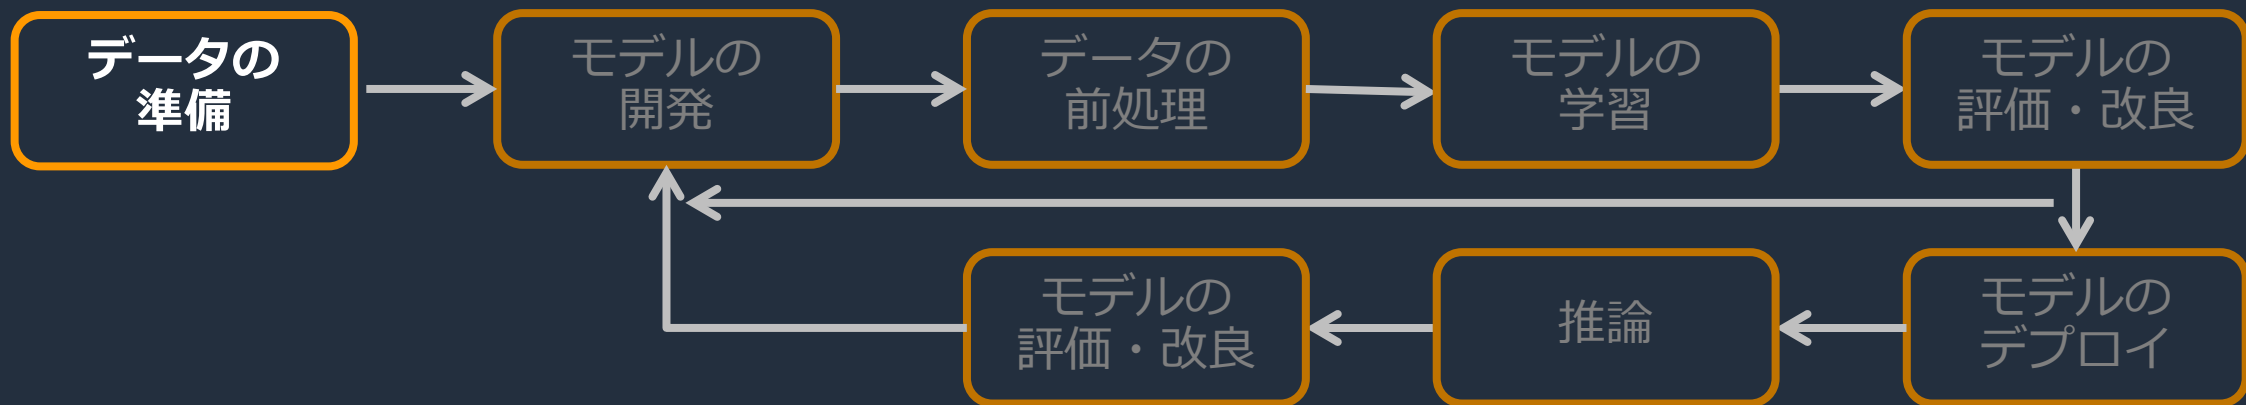 データの
準備
モデルの
開発
データの
前処理
モデルの
学習
モデルの
評価・改良
モデルの
評価・改良
推論
モデルの
デプロイ